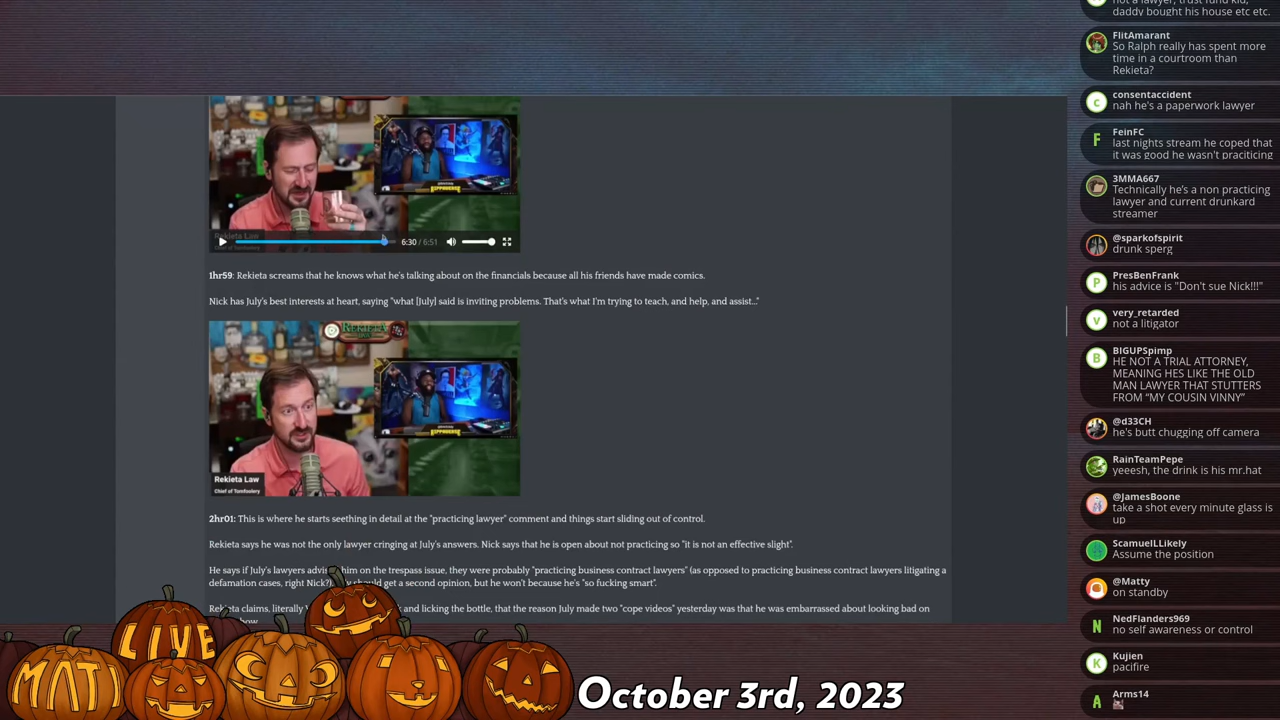 not a lawyer, trust fund kid,
daddy bought his house etc etc.
FlitAmarant
So Ralph really has spent more
time in a courtroom than
Rekieta?
consentaccident
nah he's a paperwork lawyer
FeinFC
last nights stream he coped that
it was good he wasn't practicing
3MMA667
Technically he's a non practicing
lawyer and current drunkard
streamer
@sparkofspirit
drunk sperg
PresBenFrank
his advice is "Don't sue Nick!!!"
very_retarded
not a litigator
BIGUPSpimp
HE NOT A TRIAL ATTORNEY,
MEANING HES LIKE THE OLD
MAN LAWYER THAT STUTTERS
FROM “MY COUSIN VINNY”
@d33CH
he's butt chugging off camera
RainTeamPepe
yeeesh, the drink is his mr.hat
@JamesBoone
take a shot every minute glass is
up
ScamuelLLikely
Assume the position
@Matty
on standby
NedFlanders969
no self awareness or control
Kujien
pacifire
Arms14
6:30 / 6:51
1hr59: Rekieta screams that he knows what he's talking about on the financials because all his friends have made comics.
Nick has July's best interests at heart, saying "what [July] said is inviting problems. That's what I'm trying to teach, and help, and assist..."
REKIETA
LAW
RIPPAVERSE
Rekieta Law
Chief of Tomfoolery
2hr01: This is where he starts seething in detail at the "practicing lawyer" comment and things start sliding out of control.
Rekieta says he was not the only lawyer cringing at July's answers. Nick says that he is open about not practicing so "it is not an effective slight".
He says if July's lawyers advised him on the trespass issue, they were probably "practicing business contract lawyers" (as opposed to practicing business contract lawyers litigating a
defamation cases, right Nick?). should get a second opinion, but he won't because he's "so fucking smart".
Rekieta claims, literally and licking the bottle, that the reason July made two "cope videos" yesterday was that he was embarrassed about looking bad on
show.
LIVE
MATI
October 3rd, 2023